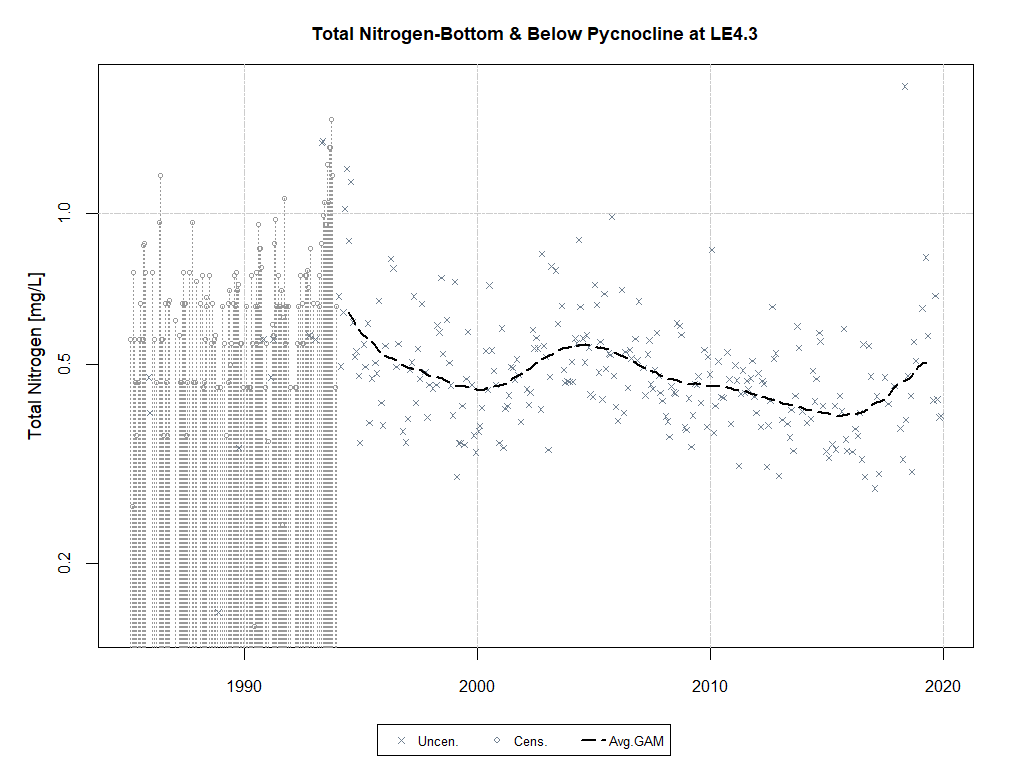 Total Nitrogen-Bottom & Below Pycnocline at LE4.3
Total Nitrogen [mg/L]
1.0
0.5
0.2
1990
2000
2010
2020
Uncen.
Cens.
Avg.GAM